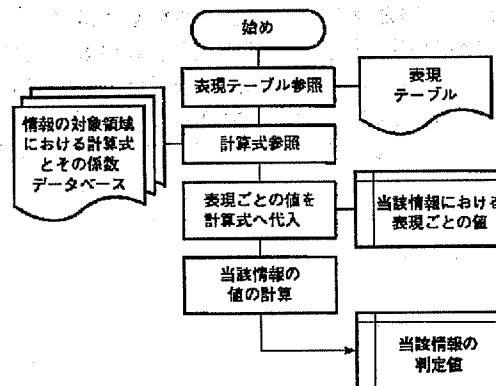 始め
表現テーブル参照
表現
テーブル
情報の対象領域
における計算式
とその係数
データベース
計算式参照
表現ごとの値を
計算式へ代入
当該情報における
表現ごとの値
当該情報の
値の計算
当該情報の
判定値